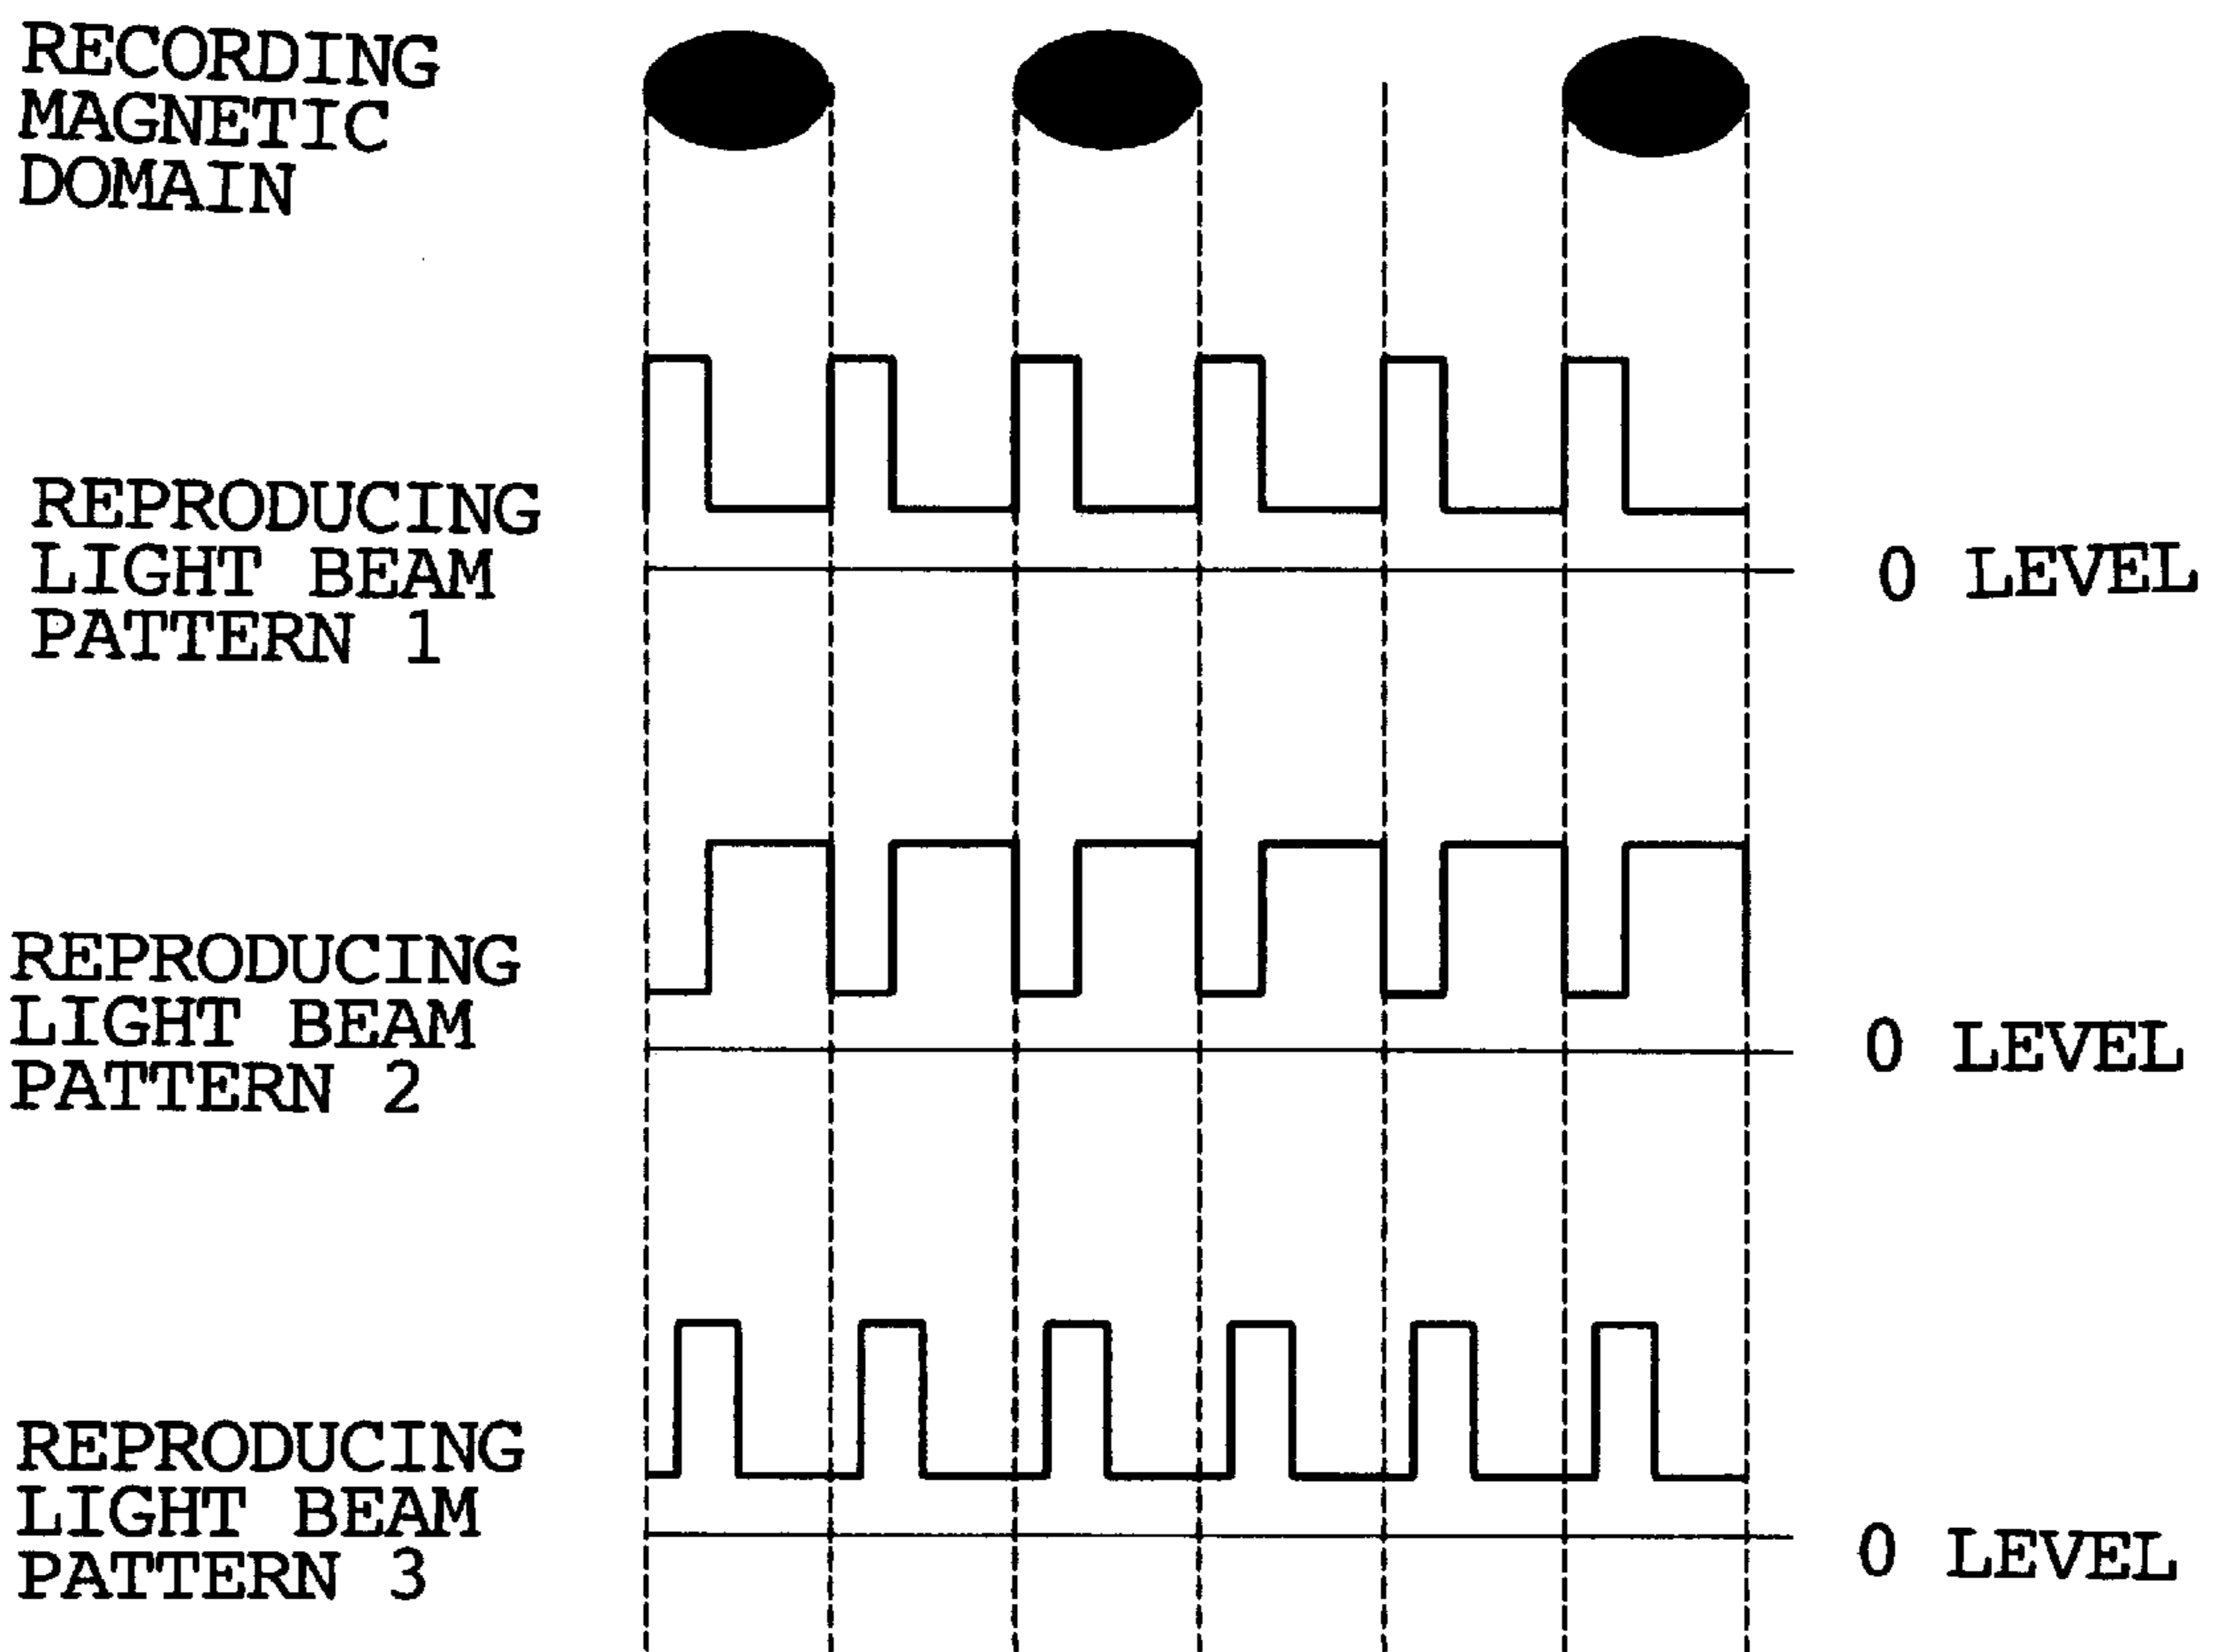 RECORDING
MAGNETIC
DOMAIN
REPRODUCING
LIGHT BEAM
PATTERN 1
0 LEVEL
REPRODUCING
LIGHT BEAM
PATTERN 2
0 LEVEL
REPRODUCING
LIGHT BEAM
PATTERN 3
0 LEVEL